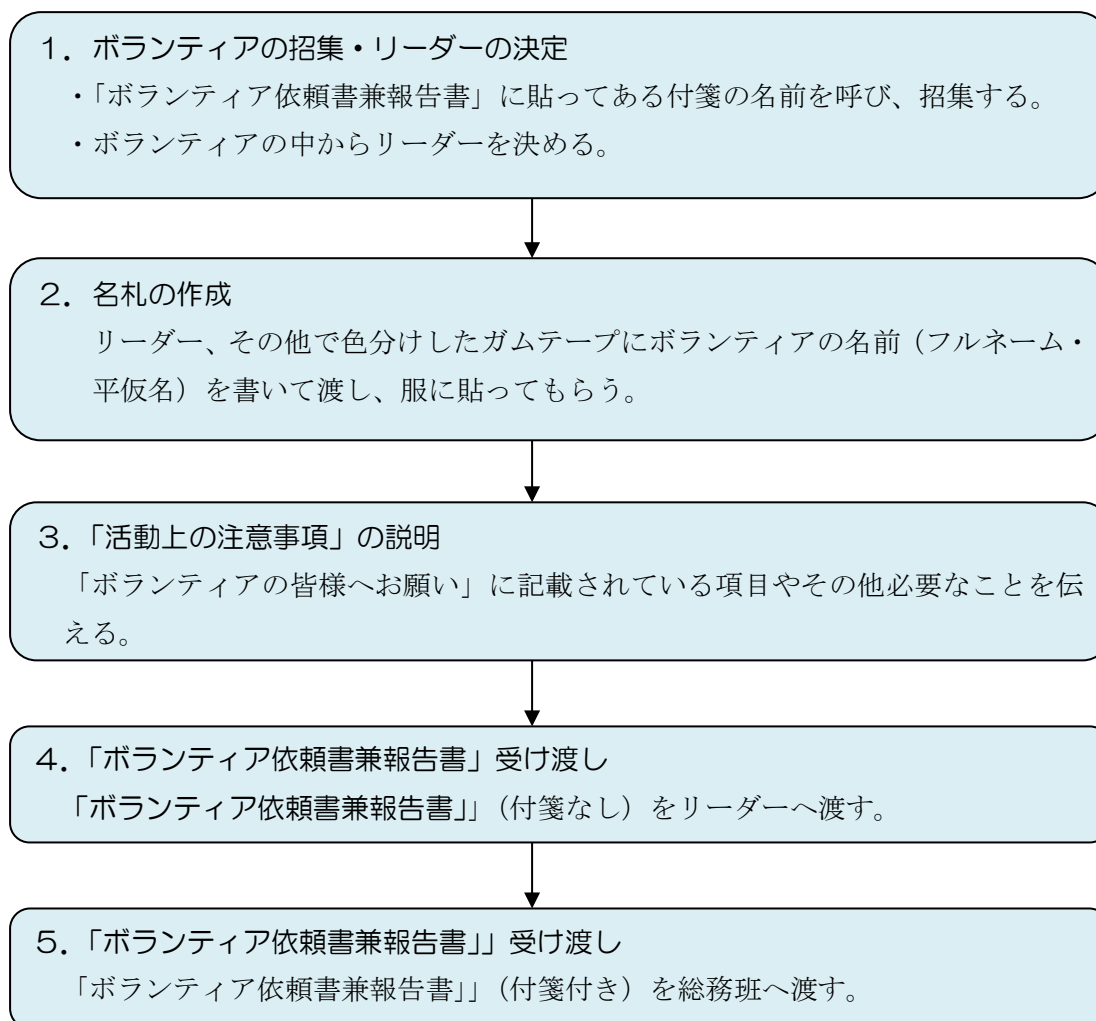 １．ボランティアの招集・リーダーの決定
・「ボランティア依頼書兼報告書」に貼ってある付箋の名前を呼び、招集する。
・ボランティアの中からリーダーを決める。
２．名札の作成
リーダー、その他で色分けしたガムテープにボランティアの名前（フルネーム・
平仮名）を書いて渡し、服に貼ってもらう。
３．「活動上の注意事項」の説明
「ボランティアの皆様へお願い」に記載されている項目やその他必要なことを伝
える。
４．「ボランティア依頼書兼報告書」受け渡し
「ボランティア依頼書兼報告書」」（付箋なし）をリーダーへ渡す。
５．「ボランティア依頼書兼報告書」」受け渡し
「ボランティア依頼書兼報告書」」（付箋付き）を総務班へ渡す。